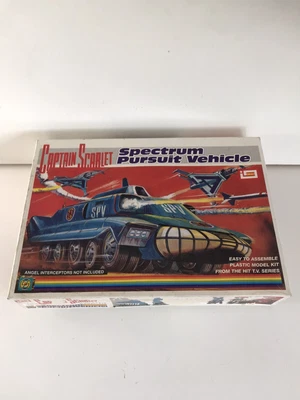 CAPTAIN SCARLET
Spectrum
Pursuit Vehicle
SPV
SPV
EASY TO ASSEMBLE
PLASTIC MODEL KIT
FROM THE HIT T.V. SERIES
ANGEL INTERCEPTORS NOT INCLUDED